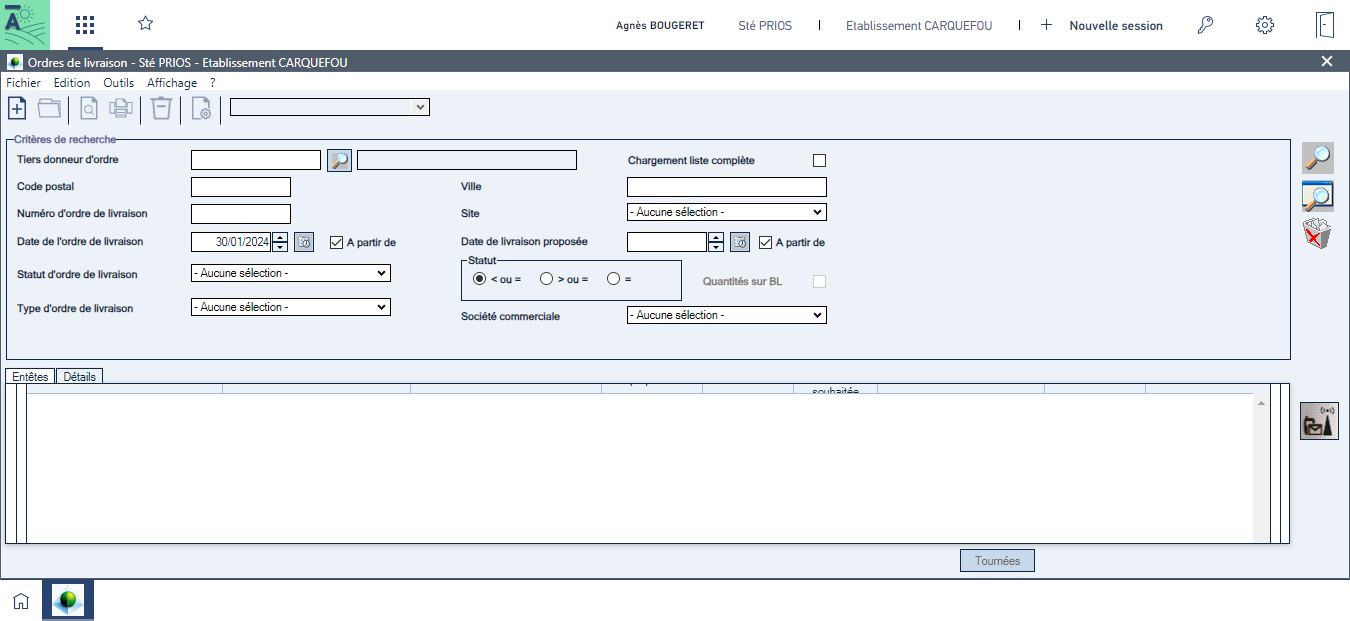 Agnès BOUGERET Sté PRIOS | Etablissement CARQUEFOU | + Nouvelle session
Ordres de livraison - Sté PRIOS - Etablissement CARQUEFOU
Fichier Edition Outils Affichage ?
Critères de recherche
Tiers donneur d'ordre Chargement liste complète
Code postal Ville
Numéro d'ordre de livraison Site - Aucune sélection -
Date de l'ordre de livraison 30/01/2024 A partir de Date de livraison proposée A partir de
Statut
Statut d'ordre de livraison - Aucune sélection - < ou = > ou = = Quantités sur BL
Type d'ordre de livraison - Aucune sélection - Société commerciale - Aucune sélection -
Entêtes Détails
souhaitée
Tournées